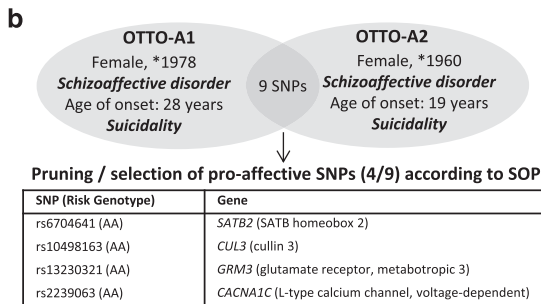 b
OTTO-A1
Female, *1978
Schizoaffective disorder
Age of onset: 28 years
Suicidality
9 SNPs
OTTO-A2
Female, *1960
Schizoaffective disorder
Age of onset: 19 years
Suicidality
Pruning / selection of pro-affective SNPs (4/9) according to SOP
SNP (Risk Genotype) Gene
rs6704641 (AA) SATB2 (SATB homeobox 2)
rs10498163 (AA) CUL3 (cullin 3)
rs13230321 (AA) GRM3 (glutamate receptor, metabotropic 3)
rs2239063 (AA) CACNA1C (L-type calcium channel, voltage-dependent)